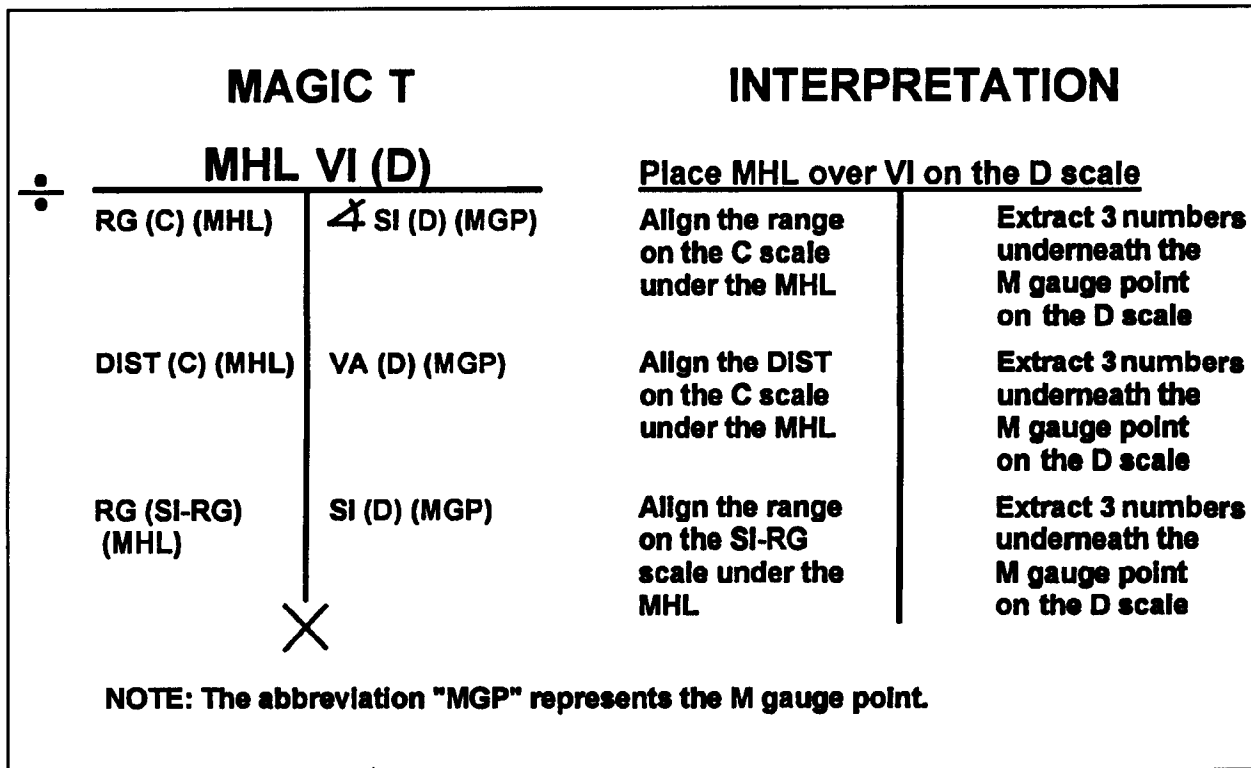 MAGIC T
MHL VI (D)
÷
RG (C) (MHL)
∡ SI (D) (MGP)
DIST (C) (MHL)
VA (D) (MGP)
RG (SI-RG)
(MHL)
SI (D) (MGP)
×
INTERPRETATION
Place MHL over VI on the D scale
Align the range
on the C scale
under the MHL
Extract 3 numbers
underneath the
M gauge point
on the D scale
Align the DIST
on the C scale
under the MHL
Extract 3 numbers
underneath the
M gauge point
on the D scale
Align the range
on the SI-RG
scale under the
MHL
Extract 3 numbers
underneath the
M gauge point
on the D scale
NOTE: The abbreviation "MGP" represents the M gauge point.